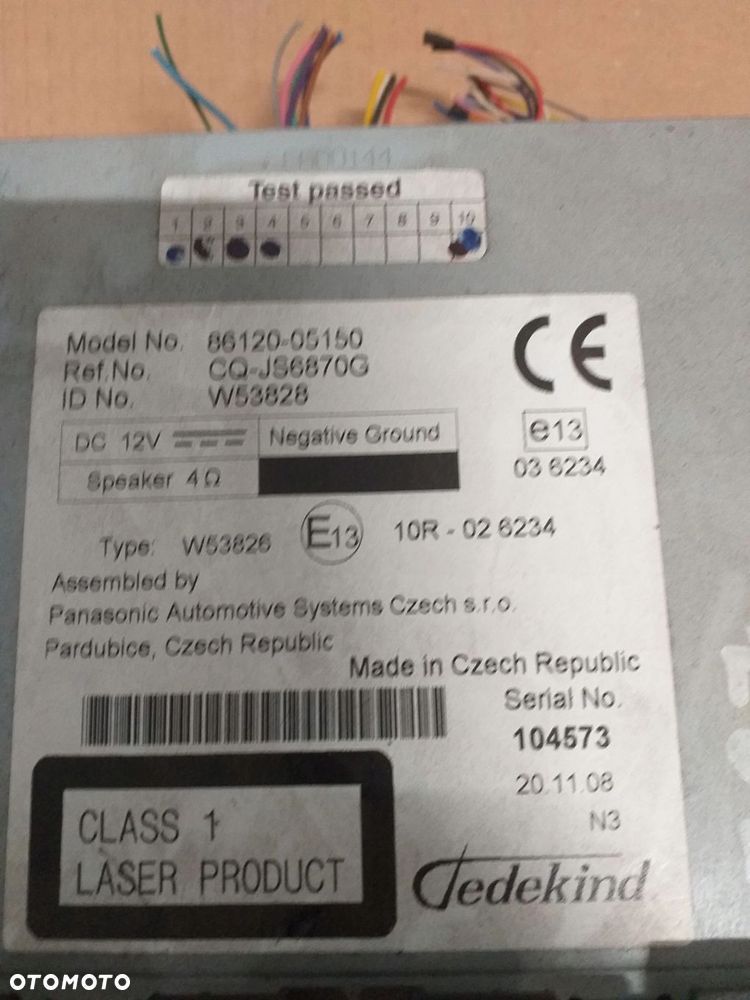 Test passed
1 2 3 4 5 6 7 8 9 10
Model No. 86120-05150
Ref.No. CQ-JS6870G
ID No. W53828
DC 12V Negative Ground
Speaker 4Ω
CE
e13
03 6234
Type: W53826 E13 10R - 02 6234
Assembled by
Panasonic Automotive Systems Czech s.r.o.
Pardubice, Czech Republic
Made in Czech Republic
Serial No.
104573
20.11.08
N3
CLASS 1
LASER PRODUCT
Tedekind
OTOMOTO